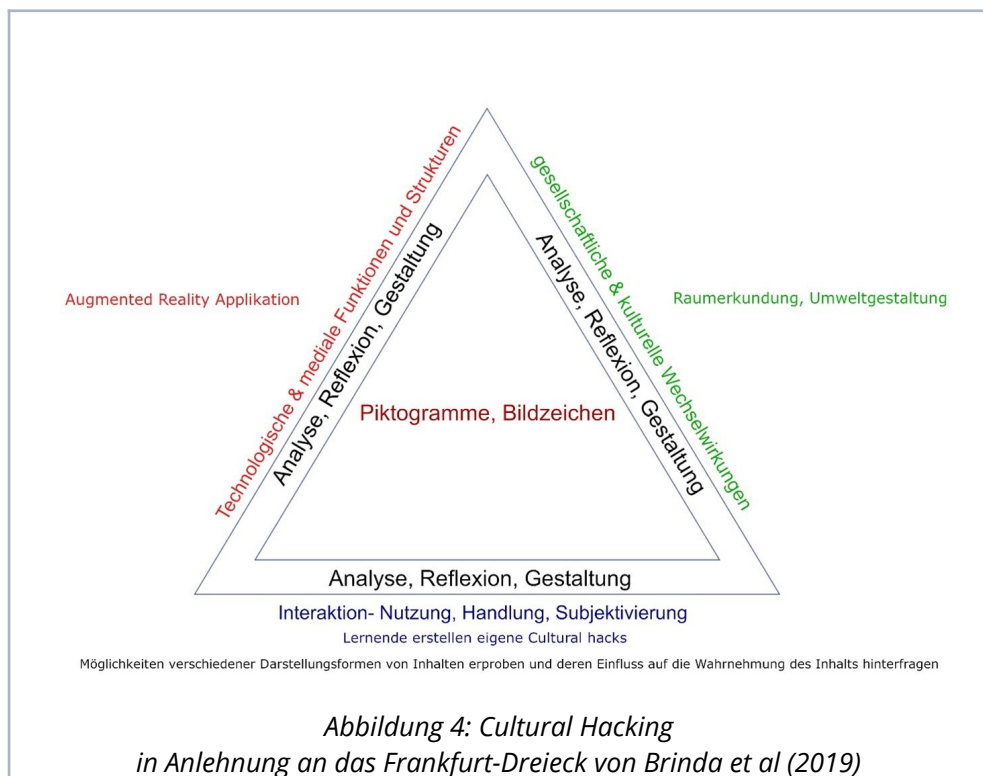 Technologische & mediale Funktionen und Strukturen
Analyse, Reflexion, Gestaltung
gesellschaftliche & kulturelle Wechselwirkungen
Analyse, Reflexion, Gestaltung
Augmented Reality Applikation
Raumerkundung, Umweltgestaltung
Piktogramme, Bildzeichen
Analyse, Reflexion, Gestaltung
Interaktion- Nutzung, Handlung, Subjektivierung
Lernende erstellen eigene Cultural hacks
Möglichkeiten verschiedener Darstellungsformen von Inhalten erproben und deren Einfluss auf die Wahrnehmung des Inhalts hinterfragen
Abbildung 4: Cultural Hacking
in Anlehnung an das Frankfurt-Dreieck von Brinda et al (2019)